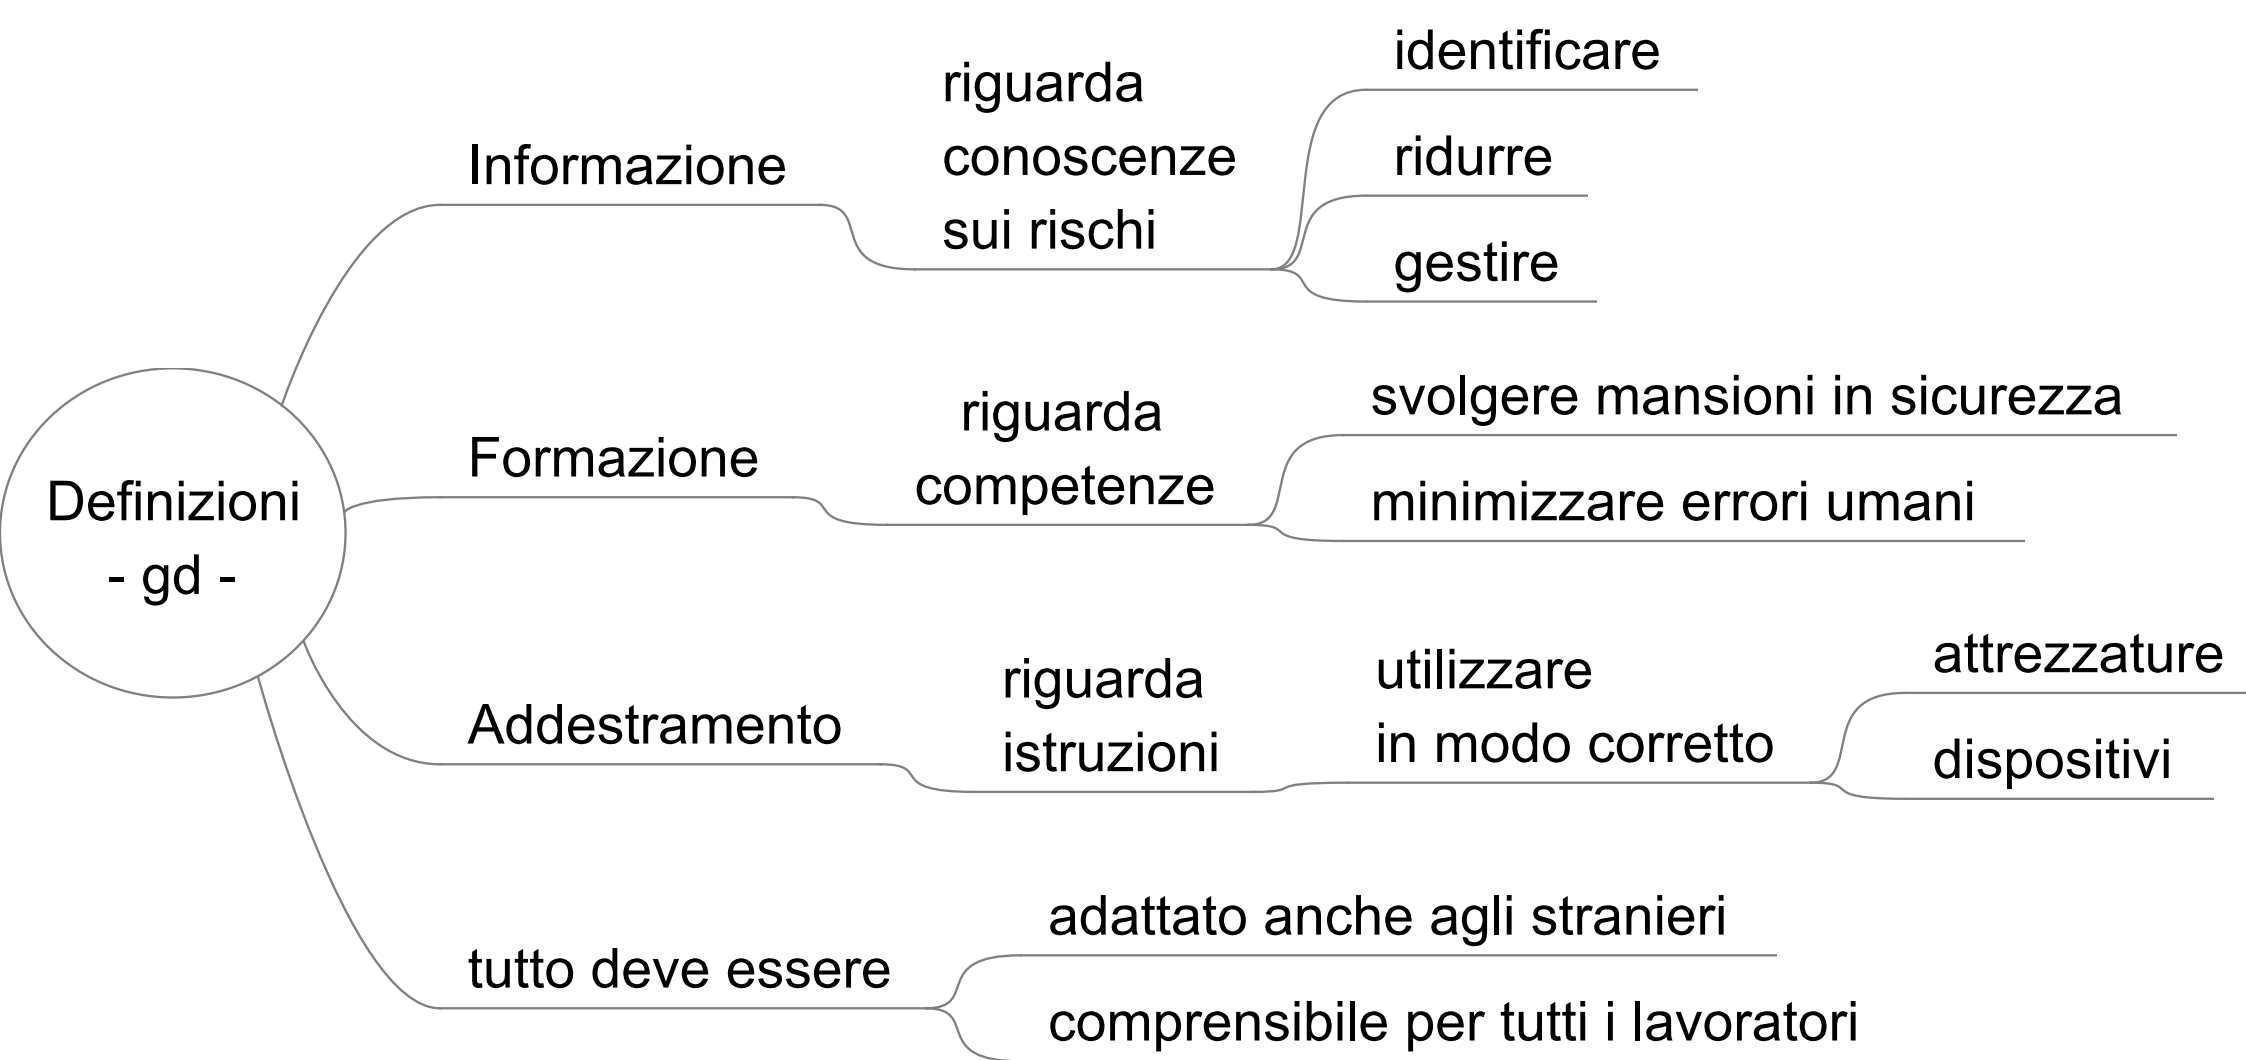 Definizioni
- gd -
Informazione
riguarda
conoscenze
sui rischi
identificare
ridurre
gestire
Formazione
riguarda
competenze
svolgere mansioni in sicurezza
minimizzare errori umani
Addestramento
riguarda
istruzioni
utilizzare
in modo corretto
attrezzature
dispositivi
tutto deve essere
adattato anche agli stranieri
comprensibile per tutti i lavoratori